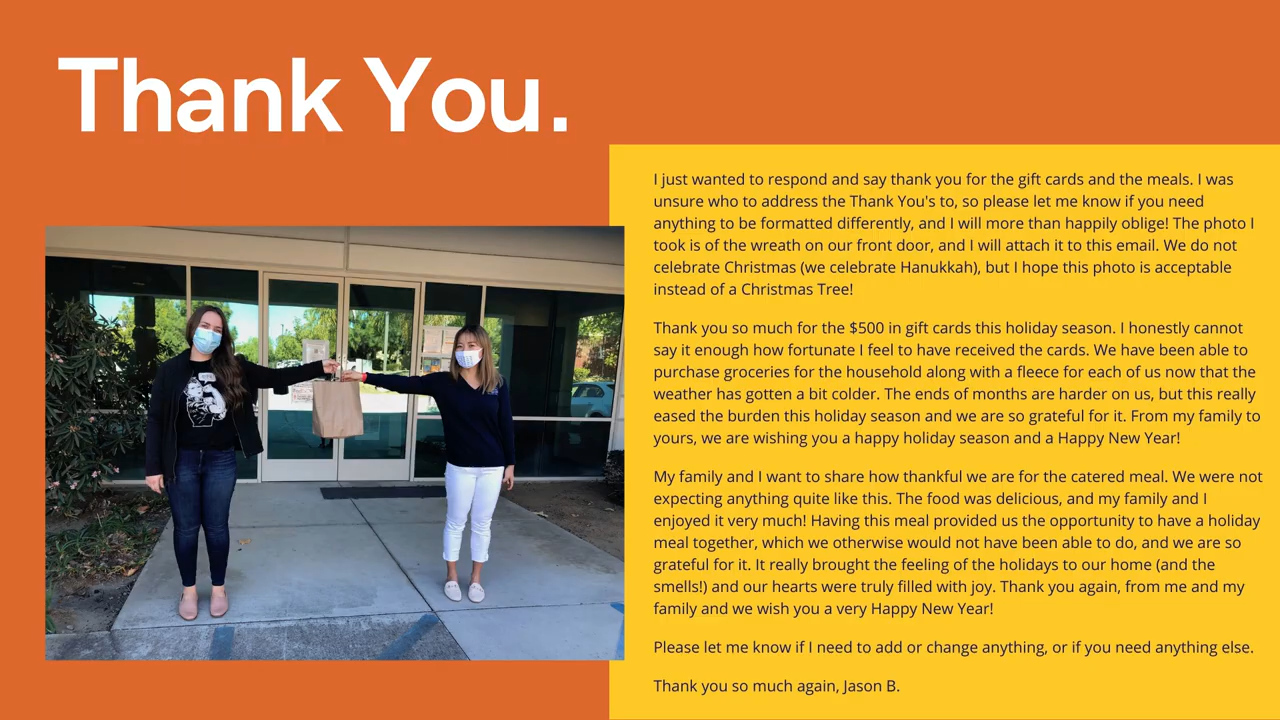 Thank You.
I just wanted to respond and say thank you for the gift cards and the meals. I was
unsure who to address the Thank You's to, so please let me know if you need
anything to be formatted differently, and I will more than happily oblige! The photo I
took is of the wreath on our front door, and I will attach it to this email. We do not
celebrate Christmas (we celebrate Hanukkah), but I hope this photo is acceptable
instead of a Christmas Tree!
Thank you so much for the $500 in gift cards this holiday season. I honestly cannot
say it enough how fortunate I feel to have received the cards. We have been able to
purchase groceries for the household along with a fleece for each of us now that the
weather has gotten a bit colder. The ends of months are harder on us, but this really
eased the burden this holiday season and we are so grateful for it. From my family to
yours, we are wishing you a happy holiday season and a Happy New Year!
My family and I want to share how thankful we are for the catered meal. We were not
expecting anything quite like this. The food was delicious, and my family and I
enjoyed it very much! Having this meal provided us the opportunity to have a holiday
meal together, which we otherwise would not have been able to do, and we are so
grateful for it. It really brought the feeling of the holidays to our home (and the
smells!) and our hearts were truly filled with joy. Thank you again, from me and my
family and we wish you a very Happy New Year!
Please let me know if I need to add or change anything, or if you need anything else.
Thank you so much again, Jason B.